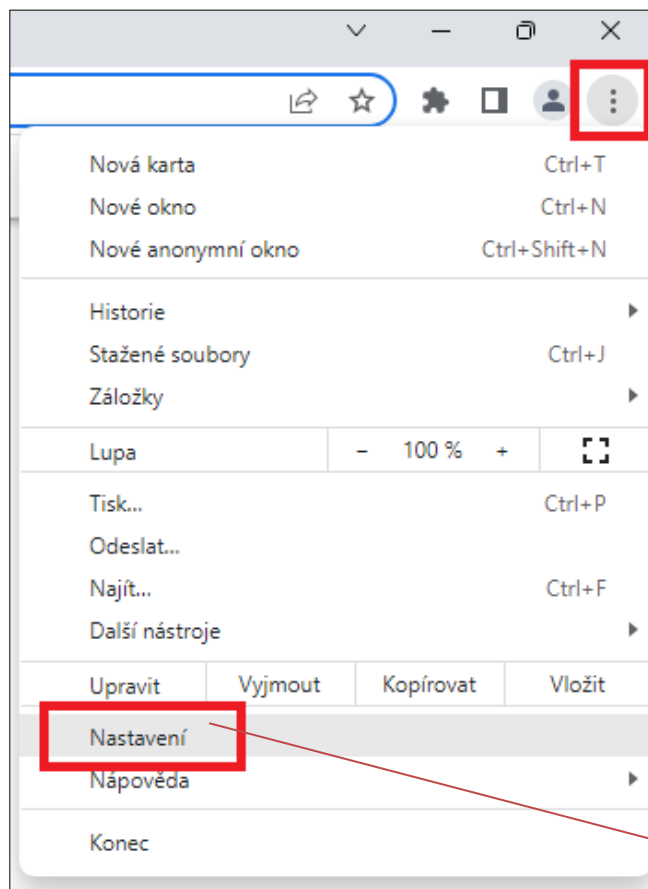 Nová karta Ctrl+T
Nové okno Ctrl+N
Nové anonymní okno Ctrl+Shift+N
Historie
Stažené soubory Ctrl+J
Záložky
Lupa - 100 % +
Tisk... Ctrl+P
Odeslat...
Najít... Ctrl+F
Další nástroje
Upravit Vyjmout Kopírovat Vložit
Nastavení
Nápověda
Konec